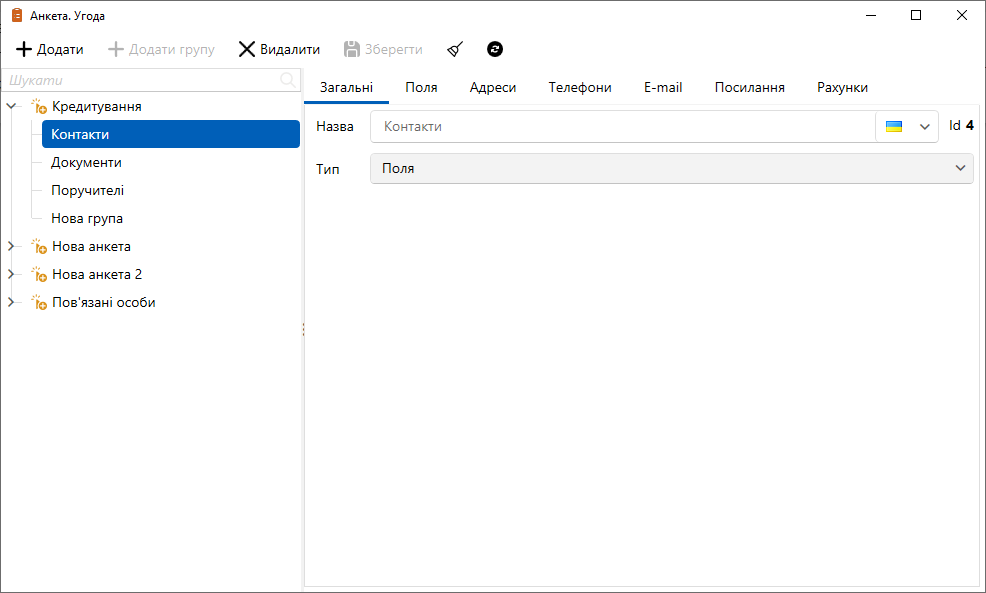 Анкета. Угода
Додати Додати групу Видалити Зберегти
Шукати
Кредитування
Контакти
Документи
Поручителі
Нова група
Нова анкета
Нова анкета 2
Пов'язані особи
Загальні Поля Адреси Телефони E-mail Посилання Рахунки
Назва Контакти Id 4
Тип Поля